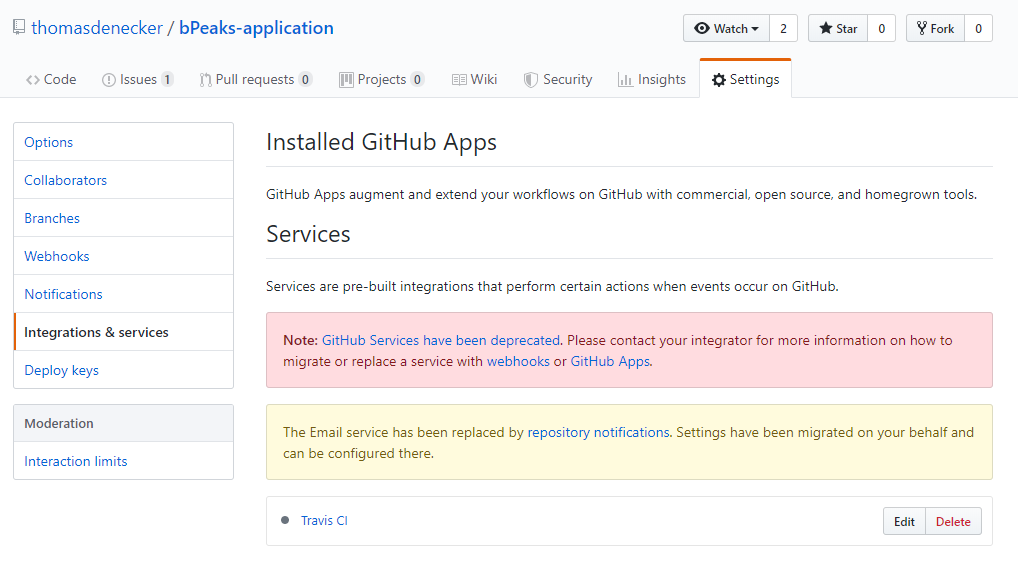 thomasdenecker / bPeaks-application
Watch 2 Star 0 Fork 0
Code Issues 1 Pull requests 0 Projects 0 Wiki Security Insights Settings
Options
Collaborators
Branches
Webhooks
Notifications
Integrations & services
Deploy keys
Moderation
Interaction limits
Installed GitHub Apps
GitHub Apps augment and extend your workflows on GitHub with commercial, open source, and homegrown tools.
Services
Services are pre-built integrations that perform certain actions when events occur on GitHub.
Note: GitHub Services have been deprecated. Please contact your integrator for more information on how to
migrate or replace a service with webhooks or GitHub Apps.
The Email service has been replaced by repository notifications. Settings have been migrated on your behalf and
can be configured there.
Travis CI Edit Delete